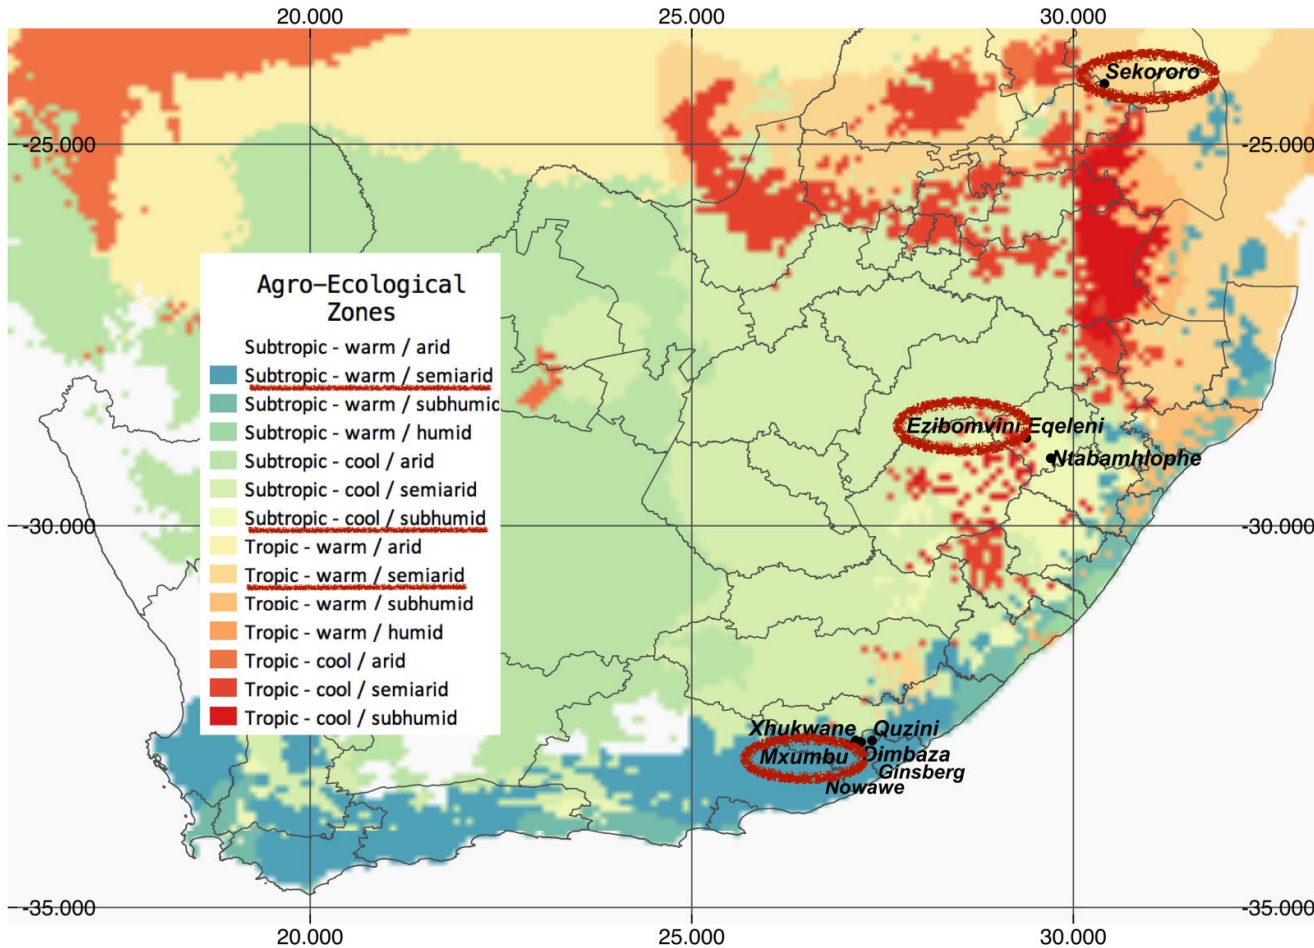 20.000
25.000
30.000
Sekororo
-25.000
-25.000
Agro-Ecological
Zones
Subtropic - warm / arid
Subtropic - warm / semiarid
Subtropic - warm / subhumid
Subtropic - warm / humid
Subtropic - cool / arid
Subtropic - cool / semiarid
Subtropic - cool / subhumid
Tropic - warm / arid
Tropic - warm / semiarid
Tropic - warm / subhumid
Tropic - warm / humid
Tropic - cool / arid
Tropic - cool / semiarid
Tropic - cool / subhumid
Ezibomvini
Eqeleni
Ntabamhlophe
-30.000
-30.000
Xhukwane
Quzini
Mxumbu
Dimbaza
Ginsberg
Nowawe
-35.000
-35.000
20.000
25.000
30.000